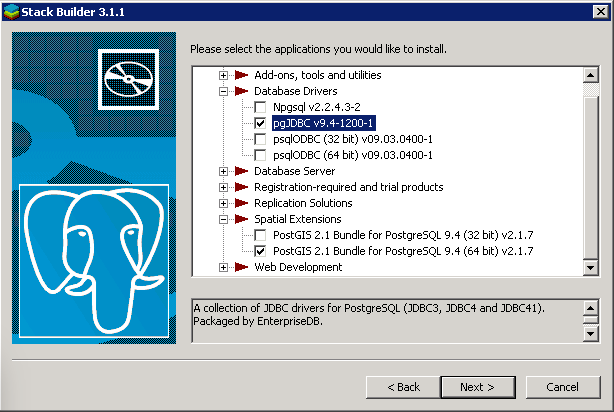 Stack Builder 3.1.1
Please select the applications you would like to install.
Add-ons, tools and utilities
Database Drivers
Npgsql v2.2.4.3-2
pgJDBC v9.4-1200-1
psqlODBC (32 bit) v09.03.0400-1
psqlODBC (64 bit) v09.03.0400-1
Database Server
Registration-required and trial products
Replication Solutions
Spatial Extensions
PostGIS 2.1 Bundle for PostgreSQL 9.4 (32 bit) v2.1.7
PostGIS 2.1 Bundle for PostgreSQL 9.4 (64 bit) v2.1.7
Web Development
A collection of JDBC drivers for PostgreSQL (JDBC3, JDBC4 and JDBC41).
Packaged by EnterpriseDB.
< Back Next > Cancel